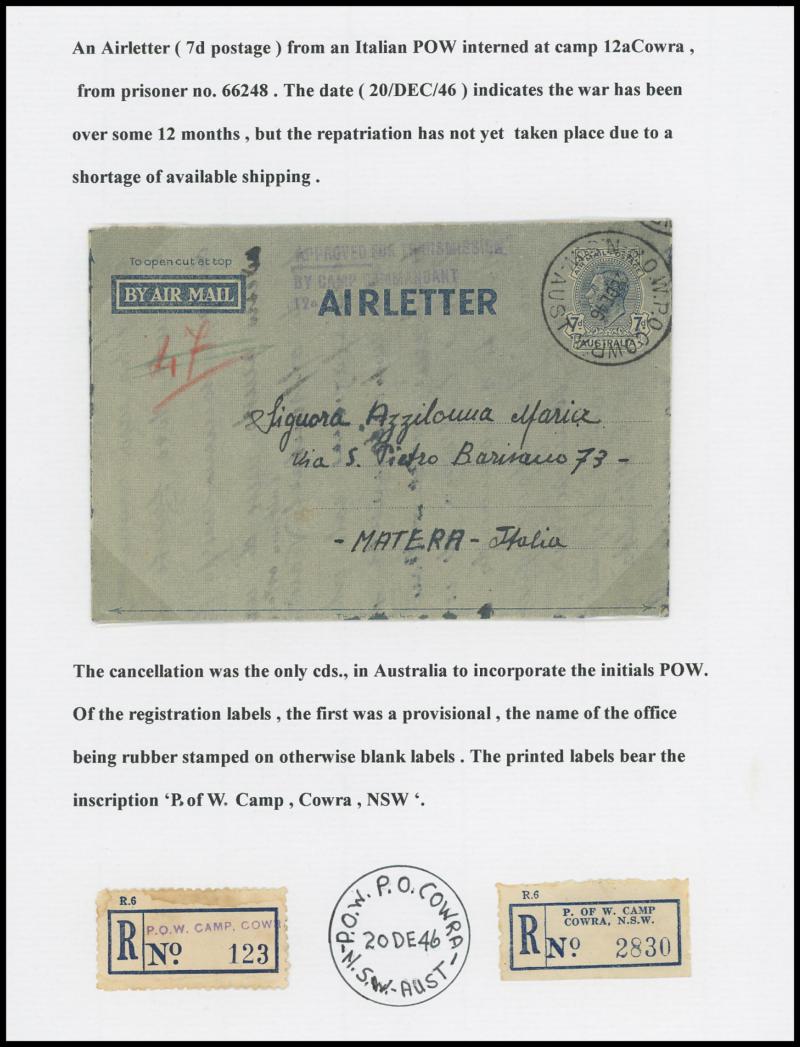 An Airletter ( 7d postage ) from an Italian POW interned at camp 12aCowra ,
from prisoner no. 66248 . The date ( 20/DEC/46 ) indicates the war has been
over some 12 months , but the repatriation has not yet taken place due to a
shortage of available shipping .
To open cut at top
BY AIR MAIL
APPROVED FOR TRANSMISSION
BY CAMP COMMANDANT
AIRLETTER
P.O.W.P.O. COWRA
7d 7d
AUSTRALIA
47
Signora Azzilonna Maria
Via S. Pietro Barisano 73 -
- MATERA - Italia
The cancellation was the only cds., in Australia to incorporate the initials POW.
Of the registration labels , the first was a provisional , the name of the office
being rubber stamped on otherwise blank labels . The printed labels bear the
inscription ‘P. of W. Camp , Cowra , NSW ‘.
R.6
R
P.O.W. CAMP, COWR
No. 123
P.O.W. P.O. COWRA
20 DE 46
N.S.W. - AUST
R.6
R
P. OF W. CAMP
COWRA, N.S.W.
No. 2830